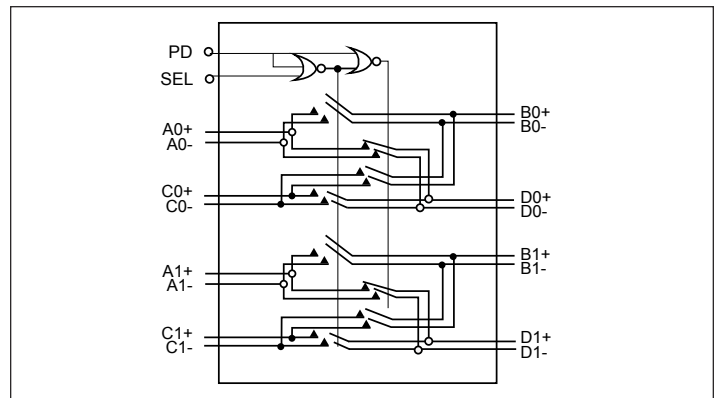 PD
SEL
A0+
A0-
C0+
C0-
B0+
B0-
D0+
D0-
A1+
A1-
C1+
C1-
B1+
B1-
D1+
D1-